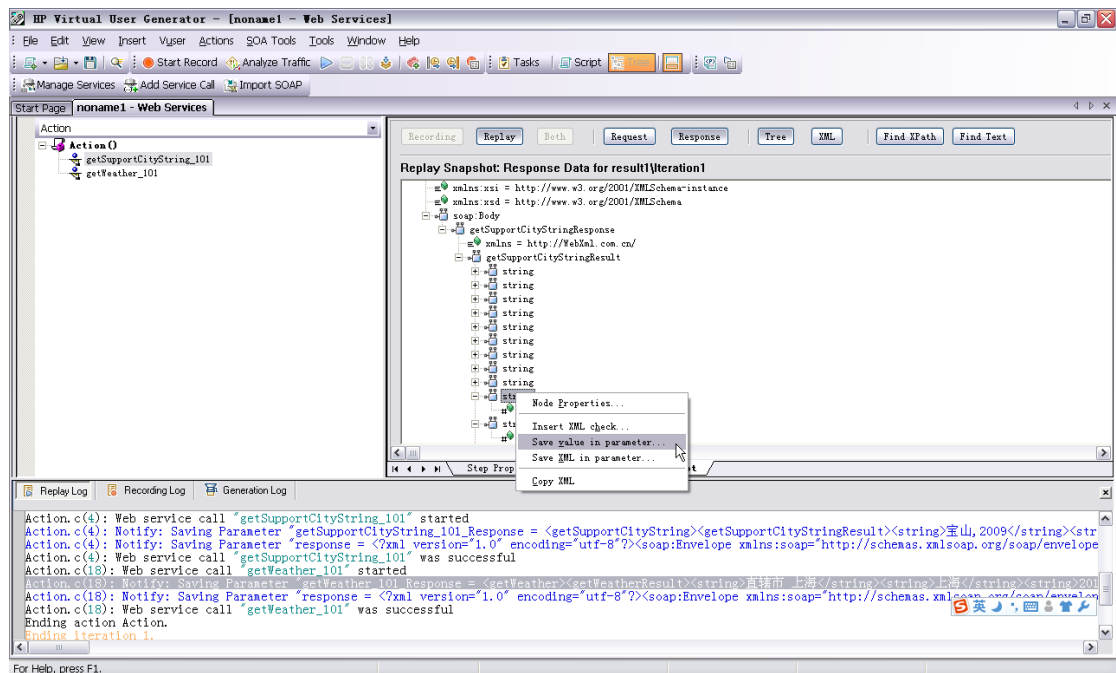 HP Virtual User Generator - [noname1 - Web Services]
File Edit View Insert Vuser Actions SOA Tools Tools Window Help
Start Record Analyze Traffic Tasks Script Tree
Manage Services Add Service Call Import SOAP
Start Page noname1 - Web Services
Action
Action()
getSupportCityString_101
getWeather_101
Recording Replay Both Request Response Tree XML Find XPath Find Text
Replay Snapshot: Response Data for result1\Iteration1
xmlns:xsi = http://www.w3.org/2001/XMLSchema-instance
xmlns:xsd = http://www.w3.org/2001/XMLSchema
soap:Body
getSupportCityStringResponse
xmlns = http://WebXml.com.cn/
getSupportCityStringResult
string
string
string
string
string
string
string
string
string
str
st
Node Properties...
Insert XML check...
Save value in parameter...
Save XML in parameter...
Copy XML
Step Prop
Replay Log Recording Log Generation Log
Action.c(4): Web service call "getSupportCityString_101" started
Action.c(4): Notify: Saving Parameter "getSupportCityString_101_Response = <getSupportCityString><getSupportCityStringResult><string>宝山,2009</string><str
Action.c(4): Notify: Saving Parameter "response = <?xml version="1.0" encoding="utf-8"?><soap:Envelope xmlns:soap="http://schemas.xmlsoap.org/soap/envelope
Action.c(4): Web service call "getSupportCityString_101" was successful
Action.c(18): Web service call "getWeather_101" started
Action.c(18): Notify: Saving Parameter "getWeather_101_Response = <getWeather><getWeatherResult><string>直辖市 上海</string><string>上海</string><string>201
Action.c(18): Notify: Saving Parameter "response = <?xml version="1.0" encoding="utf-8"?><soap:Envelope xmlns:soap="http://schemas.xmlsoap.org/soap/envelop
Action.c(18): Web service call "getWeather_101" was successful
Ending action Action.
Ending iteration 1.
英
For Help, press F1.